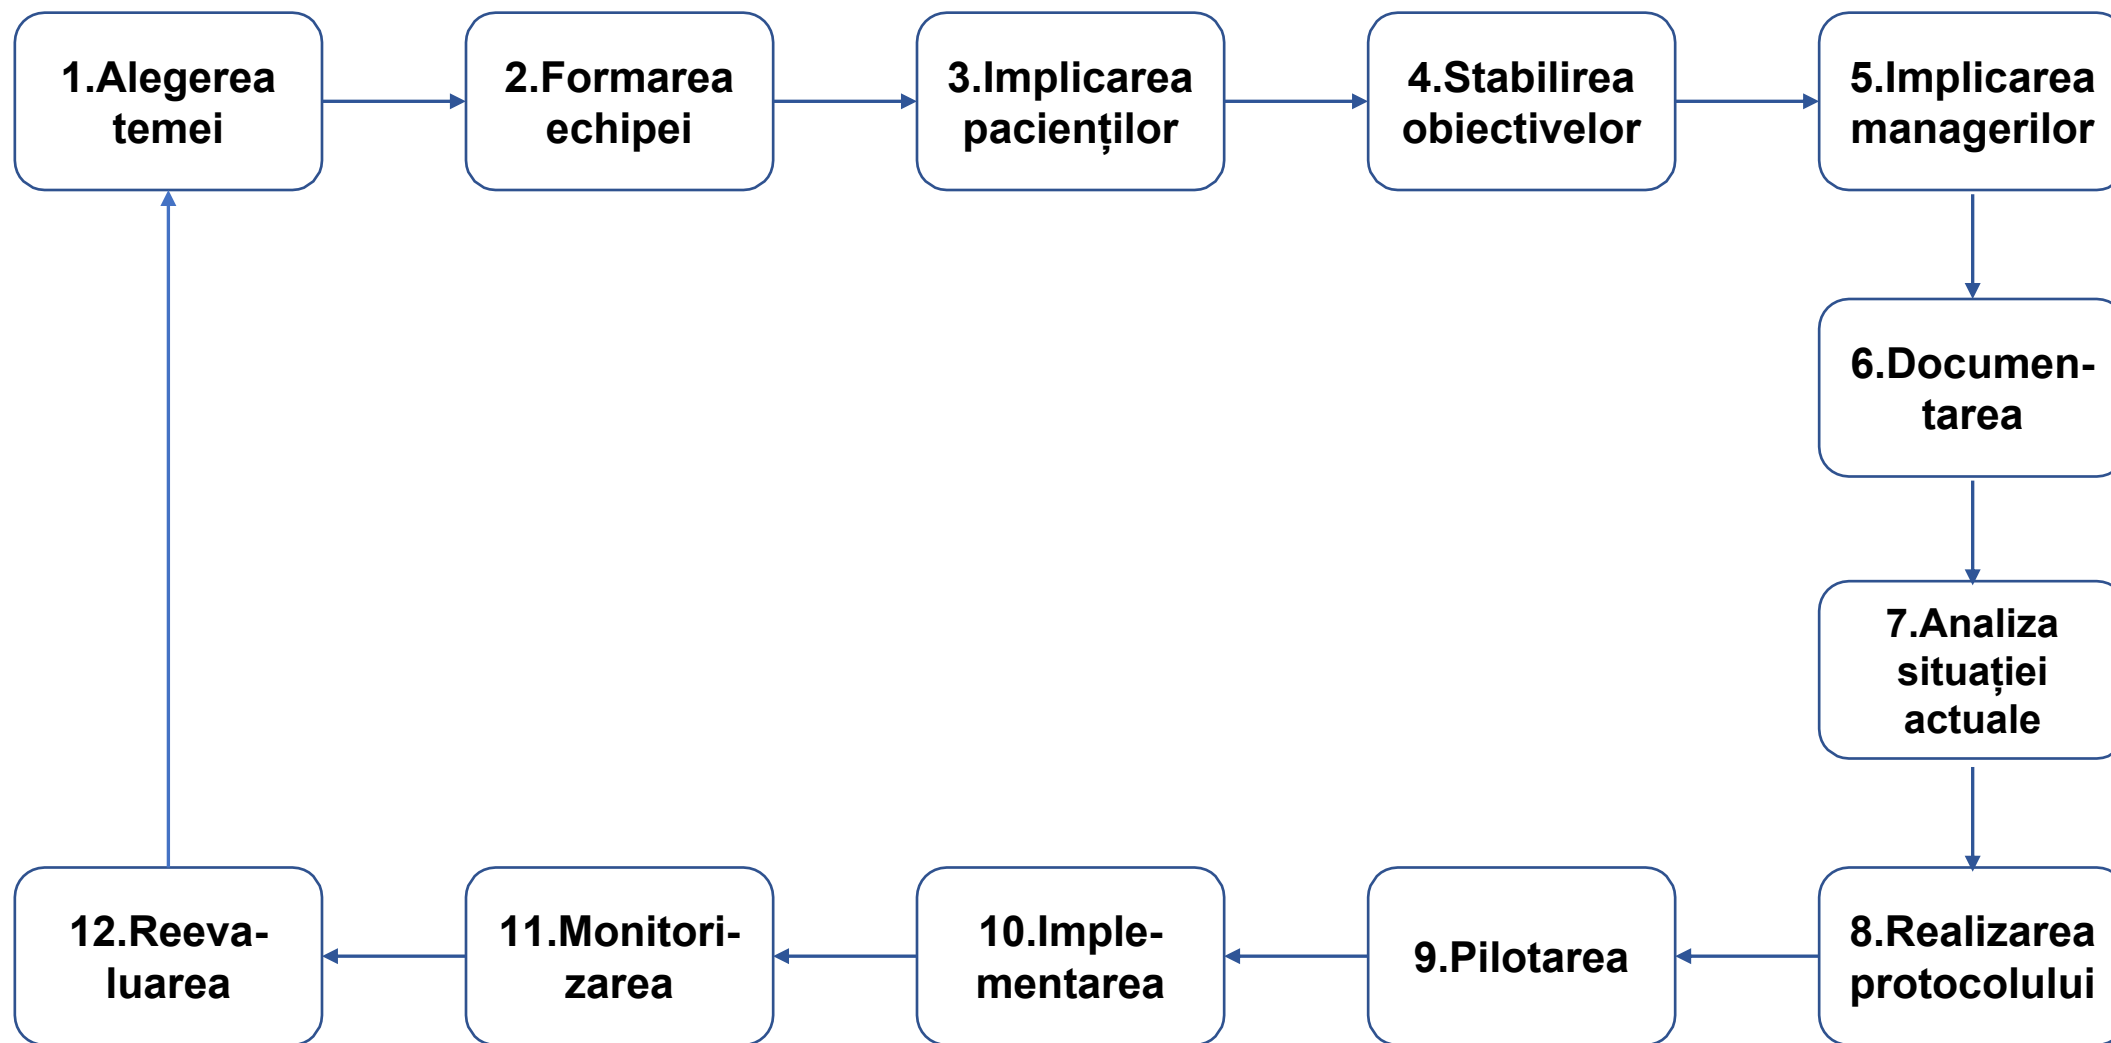 1.Alegerea
temei
2.Formarea
echipei
3.Implicarea
pacienților
4.Stabilirea
obiectivelor
5.Implicarea
managerilor
6.Documen-
tarea
7.Analiza
situației
actuale
8.Realizarea
protocolului
9.Pilotarea
10.Imple-
mentarea
11.Monitori-
zarea
12.Reeva-
luarea